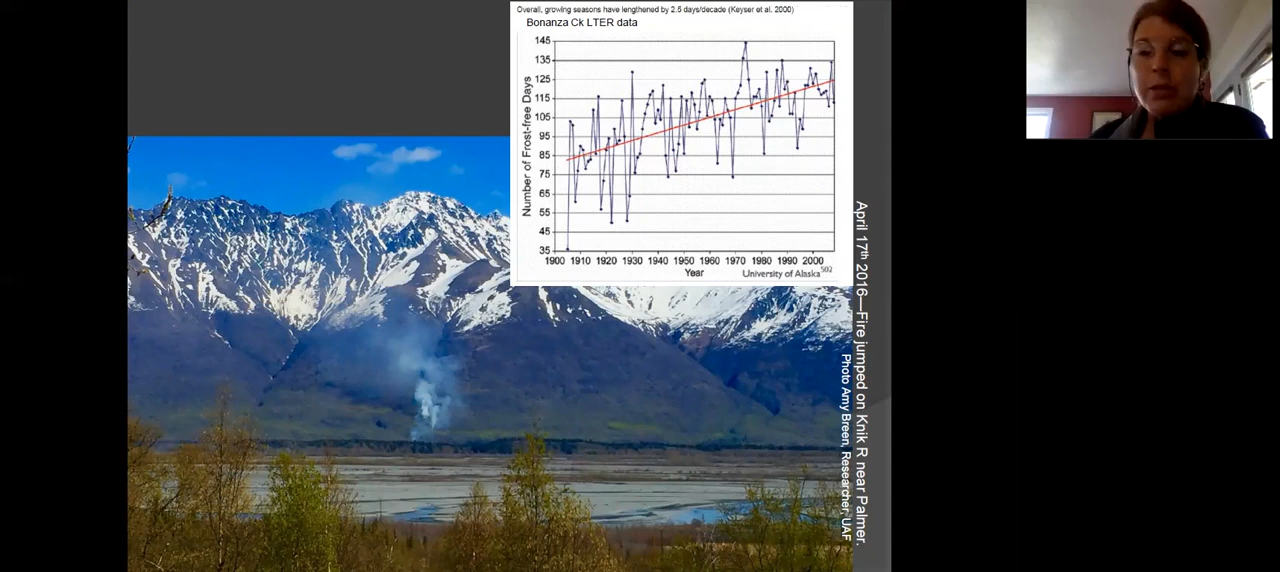 Overall, growing seasons have lengthened by 2.5 days/decade (Keyser et al. 2000)
Bonanza Ck LTER data
145
135
125
115
105
95
85
75
65
55
45
35
Number of Frost-free Days
1900 1910 1920 1930 1940 1950 1960 1970 1980 1990 2000
Year
University of Alaska 502
April 17th 2016—Fire jumped on Knik R near Palmer.
Photo Amy Breen, Researcher, UAF